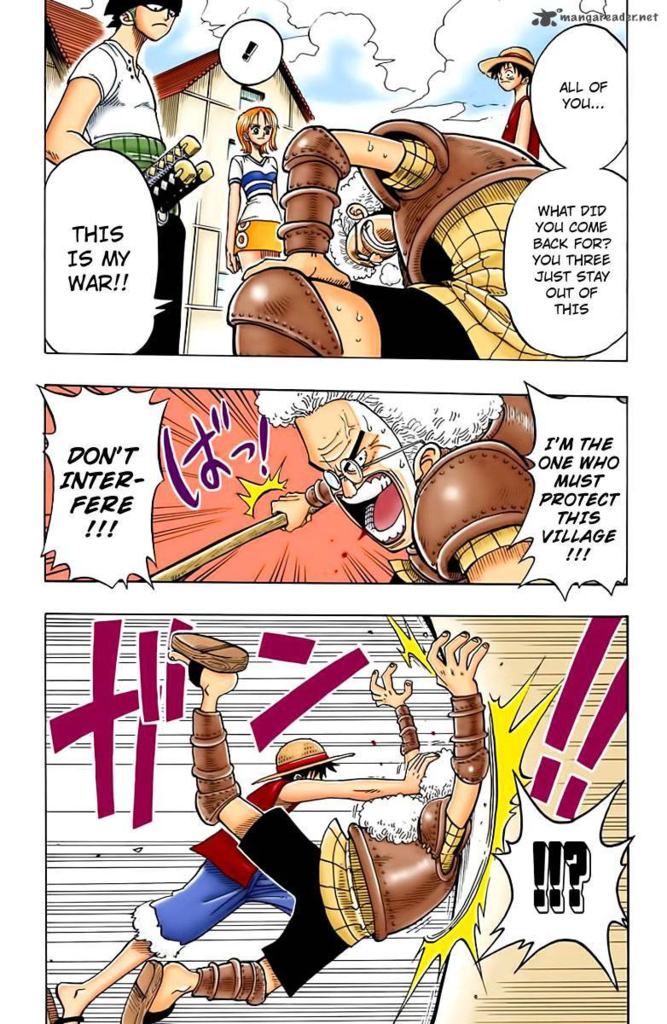 mangareader.net
ALL OF
YOU...
WHAT DID
YOU COME
BACK FOR?
YOU THREE
JUST STAY
OUT OF
THIS
!
THIS
IS MY
WAR!!
I'M THE
ONE WHO
MUST
PROTECT
THIS
VILLAGE
!!!
ばっ!
DON'T
INTER-
FERE
!!!
ガン!!
!!?